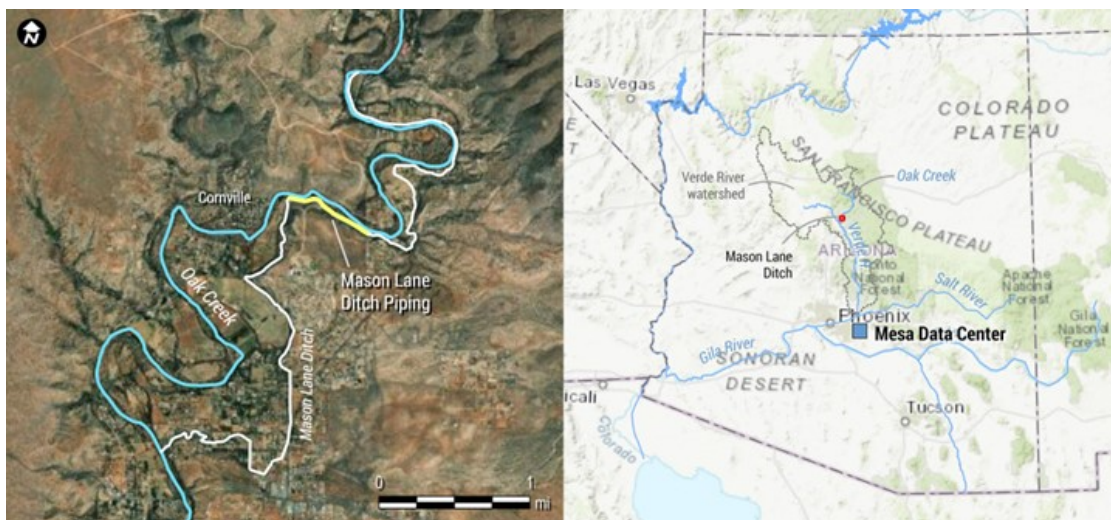 N
Cornville
Mason Lane
Ditch Piping
Oak Creek
Mason Lane Ditch
0
1
mi
Las Vegas
COLORADO
PLATEAU
SAN FRANCISCO PLATEAU
Verde River
watershed
Oak Creek
Mason Lane
Ditch
ARIZONA
Verde R
Tonto
National
Forest
Apache
National
Forest
Salt River
Gila
National
Forest
Phoenix
Mesa Data Center
Gila River
SONORAN
DESERT
Tucson
icali
Colorado